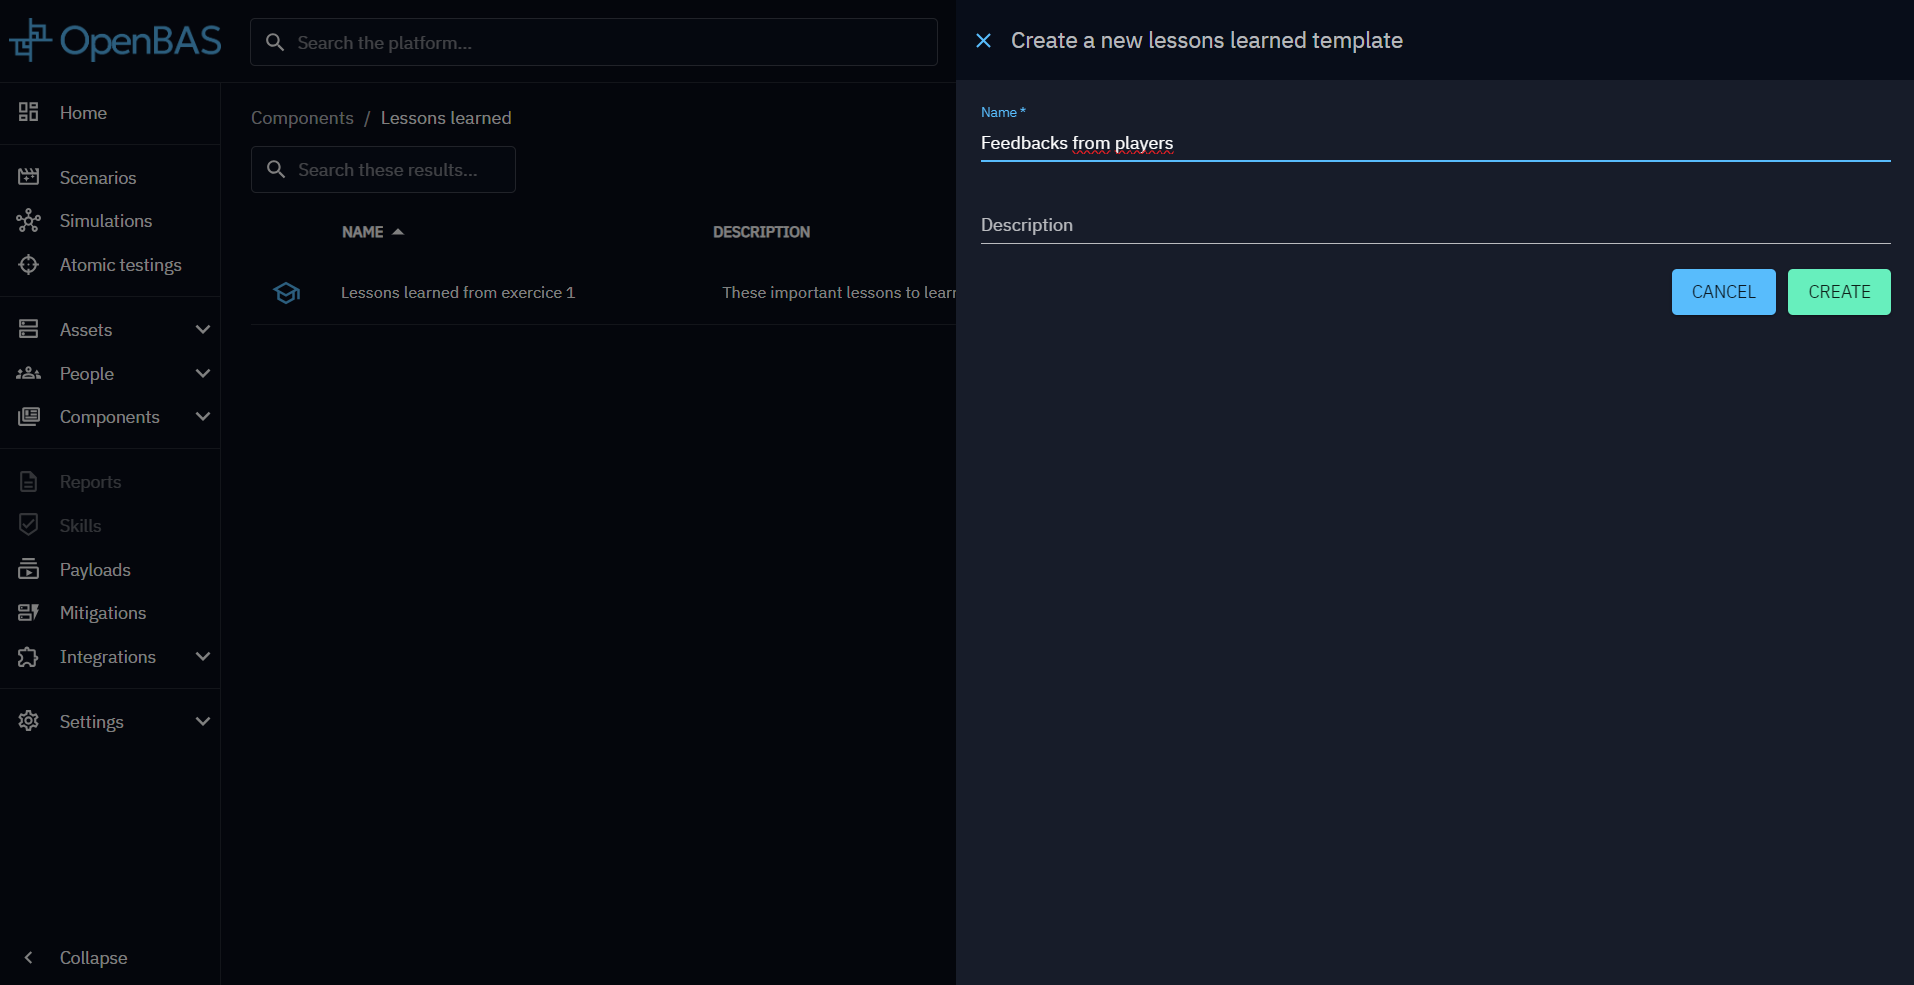 OpenBAS
Search the platform...
Create a new lessons learned template
Home
Scenarios
Simulations
Atomic testings
Assets
People
Components
Reports
Skills
Payloads
Mitigations
Integrations
Settings
Collapse
Components / Lessons learned
Search these results...
NAME DESCRIPTION
Lessons learned from exercice 1 These important lessons to lear
Name *
Feedbacks from players
Description
CANCEL CREATE